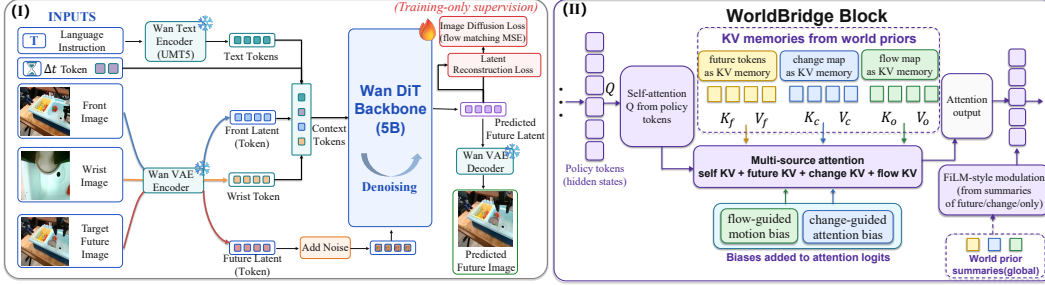 (I)
INPUTS
T
Language
Instruction
Wan Text
Encoder
(UMT5)
Text Tokens
Δt Token
Front
Image
Wrist
Image
Target
Future
Image
Wan VAE
Encoder
Front Latent
(Token)
Wrist Token
Future Latent
(Token)
Add Noise
Context
Tokens
Wan DiT
Backbone
(5B)
Denoising
(Training-only supervision)
Image Diffusion Loss
(flow matching MSE)
Latent
Reconstruction Loss
Predicted
Future Latent
Wan VAE
Decoder
Predicted
Future Image
(II)
WorldBridge Block
KV memories from world priors
future tokens
as KV memory
change map
as KV memory
flow map
as KV memory
K_f V_f
K_c V_c
K_o V_o
Policy tokens
(hidden states)
Q
Self-attention
Q from policy
tokens
Multi-source attention
self KV + future KV + change KV + flow KV
flow-guided
motion bias
change-guided
attention bias
Biases added to attention logits
Attention
output
FiLM-style modulation
(from summaries
of future/change/only)
World prior
summaries(global)